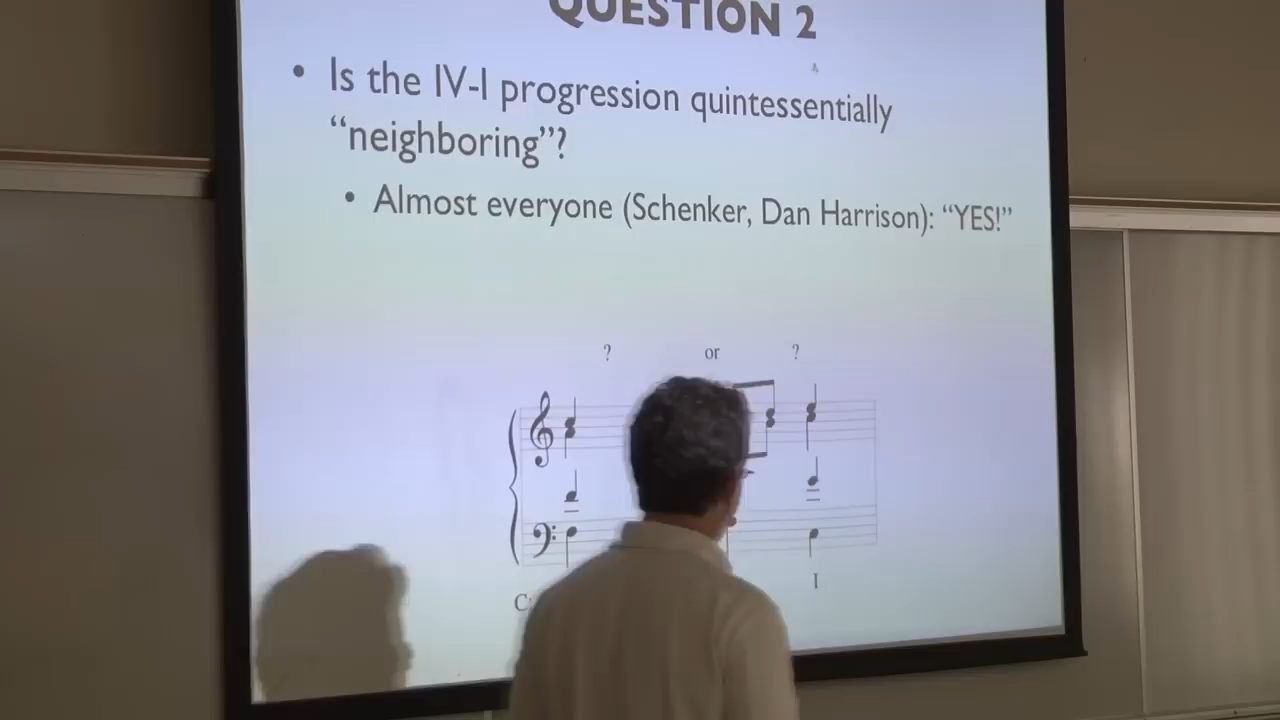 QUESTION 2
• Is the IV-I progression quintessentially
“neighboring”?
• Almost everyone (Schenker, Dan Harrison): “YES!”
? or ?
I
C: